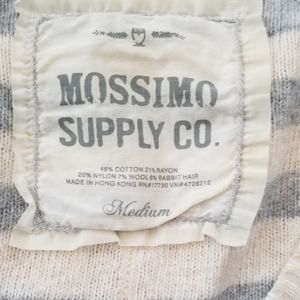 MOSSIMO
SUPPLY CO.
46% COTTON 21% RAYON
20% NYLON 7% WOOL 6% RABBIT HAIR
MADE IN HONG KONG RN#17730 VN#4726212
Medium